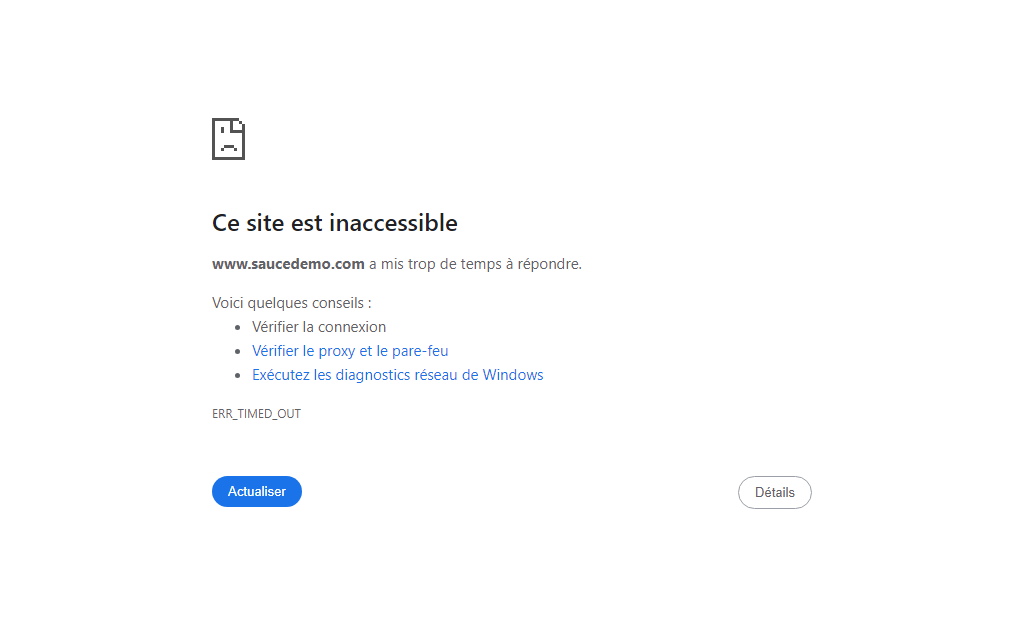 Ce site est inaccessible
www.saucedemo.com a mis trop de temps à répondre.
Voici quelques conseils :
Vérifier la connexion
Vérifier le proxy et le pare-feu
Exécutez les diagnostics réseau de Windows
ERR_TIMED_OUT
Actualiser
Détails